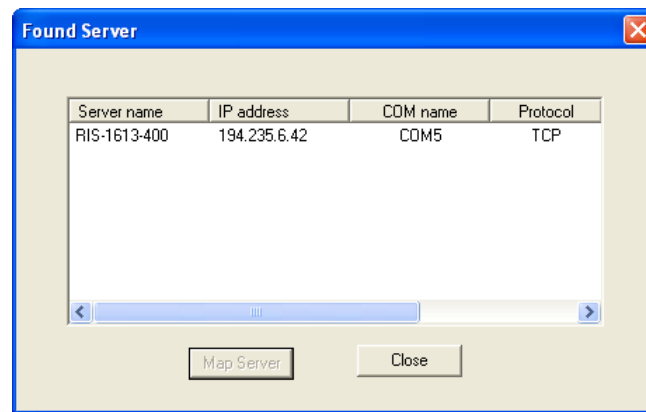 Found Server
Server name IP address COM name Protocol
RIS-1613-400 194.235.6.42 COM5 TCP
Map Server Close